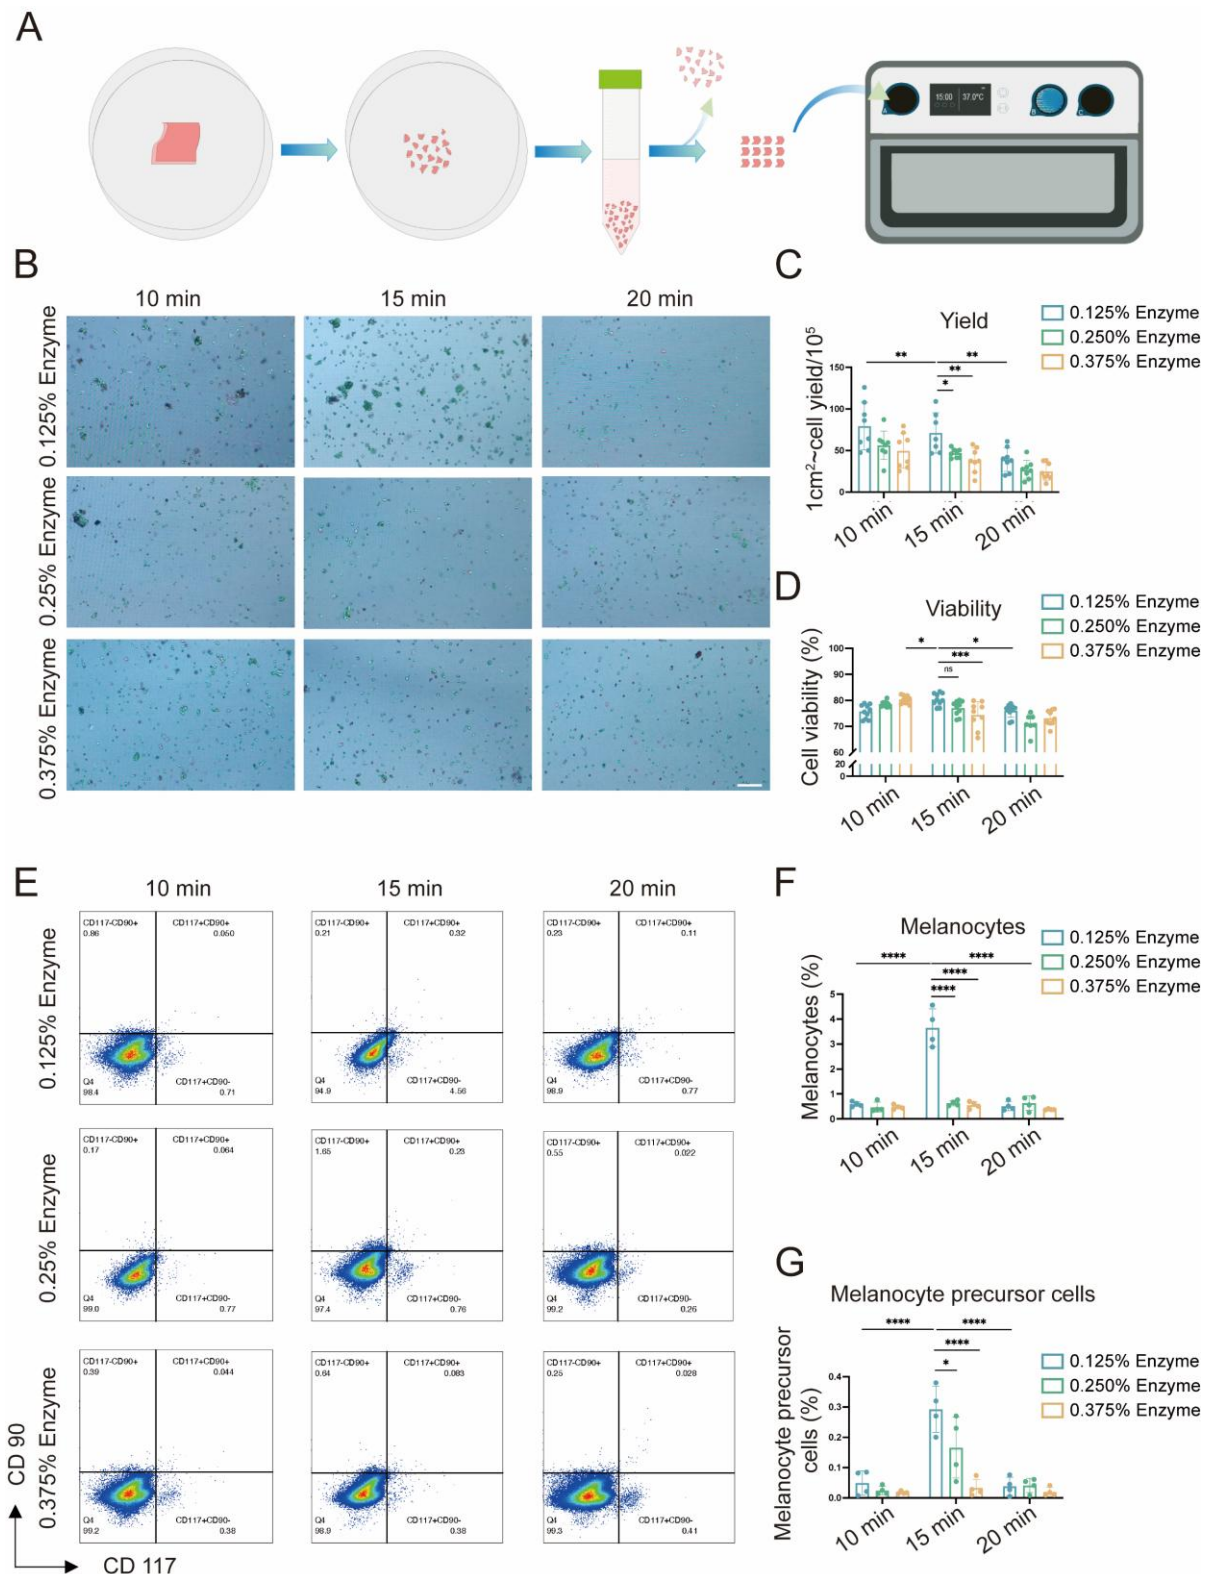 A
15:00
37.0°C
B
10 min
15 min
20 min
0.125% Enzyme
0.25% Enzyme
0.375% Enzyme
C
Yield
0.125% Enzyme
0.250% Enzyme
0.375% Enzyme
1cm²~cell yield/10⁵
150
100
50
0
**
**
**
*
10 min
15 min
20 min
D
Viability
0.125% Enzyme
0.250% Enzyme
0.375% Enzyme
Cell viability (%)
100
90
80
70
60
20
0
*
*
***
ns
10 min
15 min
20 min
E
10 min
15 min
20 min
0.125% Enzyme
CD117-CD90+
0.86
CD117+CD90+
0.050
Q4
98.4
CD117+CD90-
0.71
CD117-CD90+
0.21
CD117+CD90+
0.32
Q4
94.9
CD117+CD90-
4.56
CD117-CD90+
0.23
CD117+CD90+
0.11
Q4
98.9
CD117+CD90-
0.77
0.25% Enzyme
CD117-CD90+
0.17
CD117+CD90+
0.064
Q4
99.0
CD117+CD90-
0.77
CD117-CD90+
1.65
CD117+CD90+
0.23
Q4
97.4
CD117+CD90-
0.76
CD117-CD90+
0.55
CD117+CD90+
0.022
Q4
99.2
CD117+CD90-
0.26
0.375% Enzyme
CD117-CD90+
0.39
CD117+CD90+
0.044
Q4
99.2
CD117+CD90-
0.38
CD117-CD90+
0.64
CD117+CD90+
0.083
Q4
98.9
CD117+CD90-
0.38
CD117-CD90+
0.25
CD117+CD90+
0.028
Q4
99.3
CD117+CD90-
0.41
CD 90
CD 117
F
Melanocytes
0.125% Enzyme
0.250% Enzyme
0.375% Enzyme
Melanocytes (%)
5
4
3
2
1
0
****
****
****
****
10 min
15 min
20 min
G
Melanocyte precursor cells
0.125% Enzyme
0.250% Enzyme
0.375% Enzyme
Melanocyte precursor
cells (%)
0.4
0.3
0.2
0.1
0.0
****
****
****
*
10 min
15 min
20 min